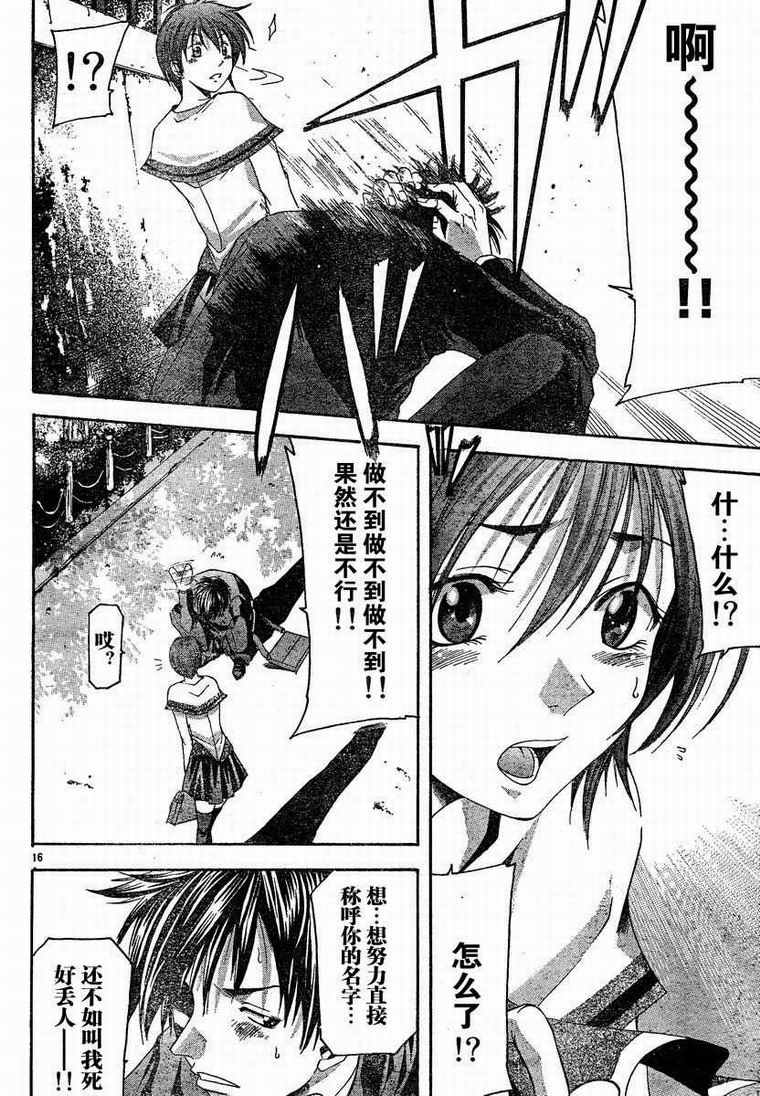 啊~~~~~!!
!?
什…什么!?
怎么了!?
做不到做不到做不到!!
果然还是不行!!
哎?
想…想努力直接
称呼你的名字…
还不如叫我死
好丢人——!!
16